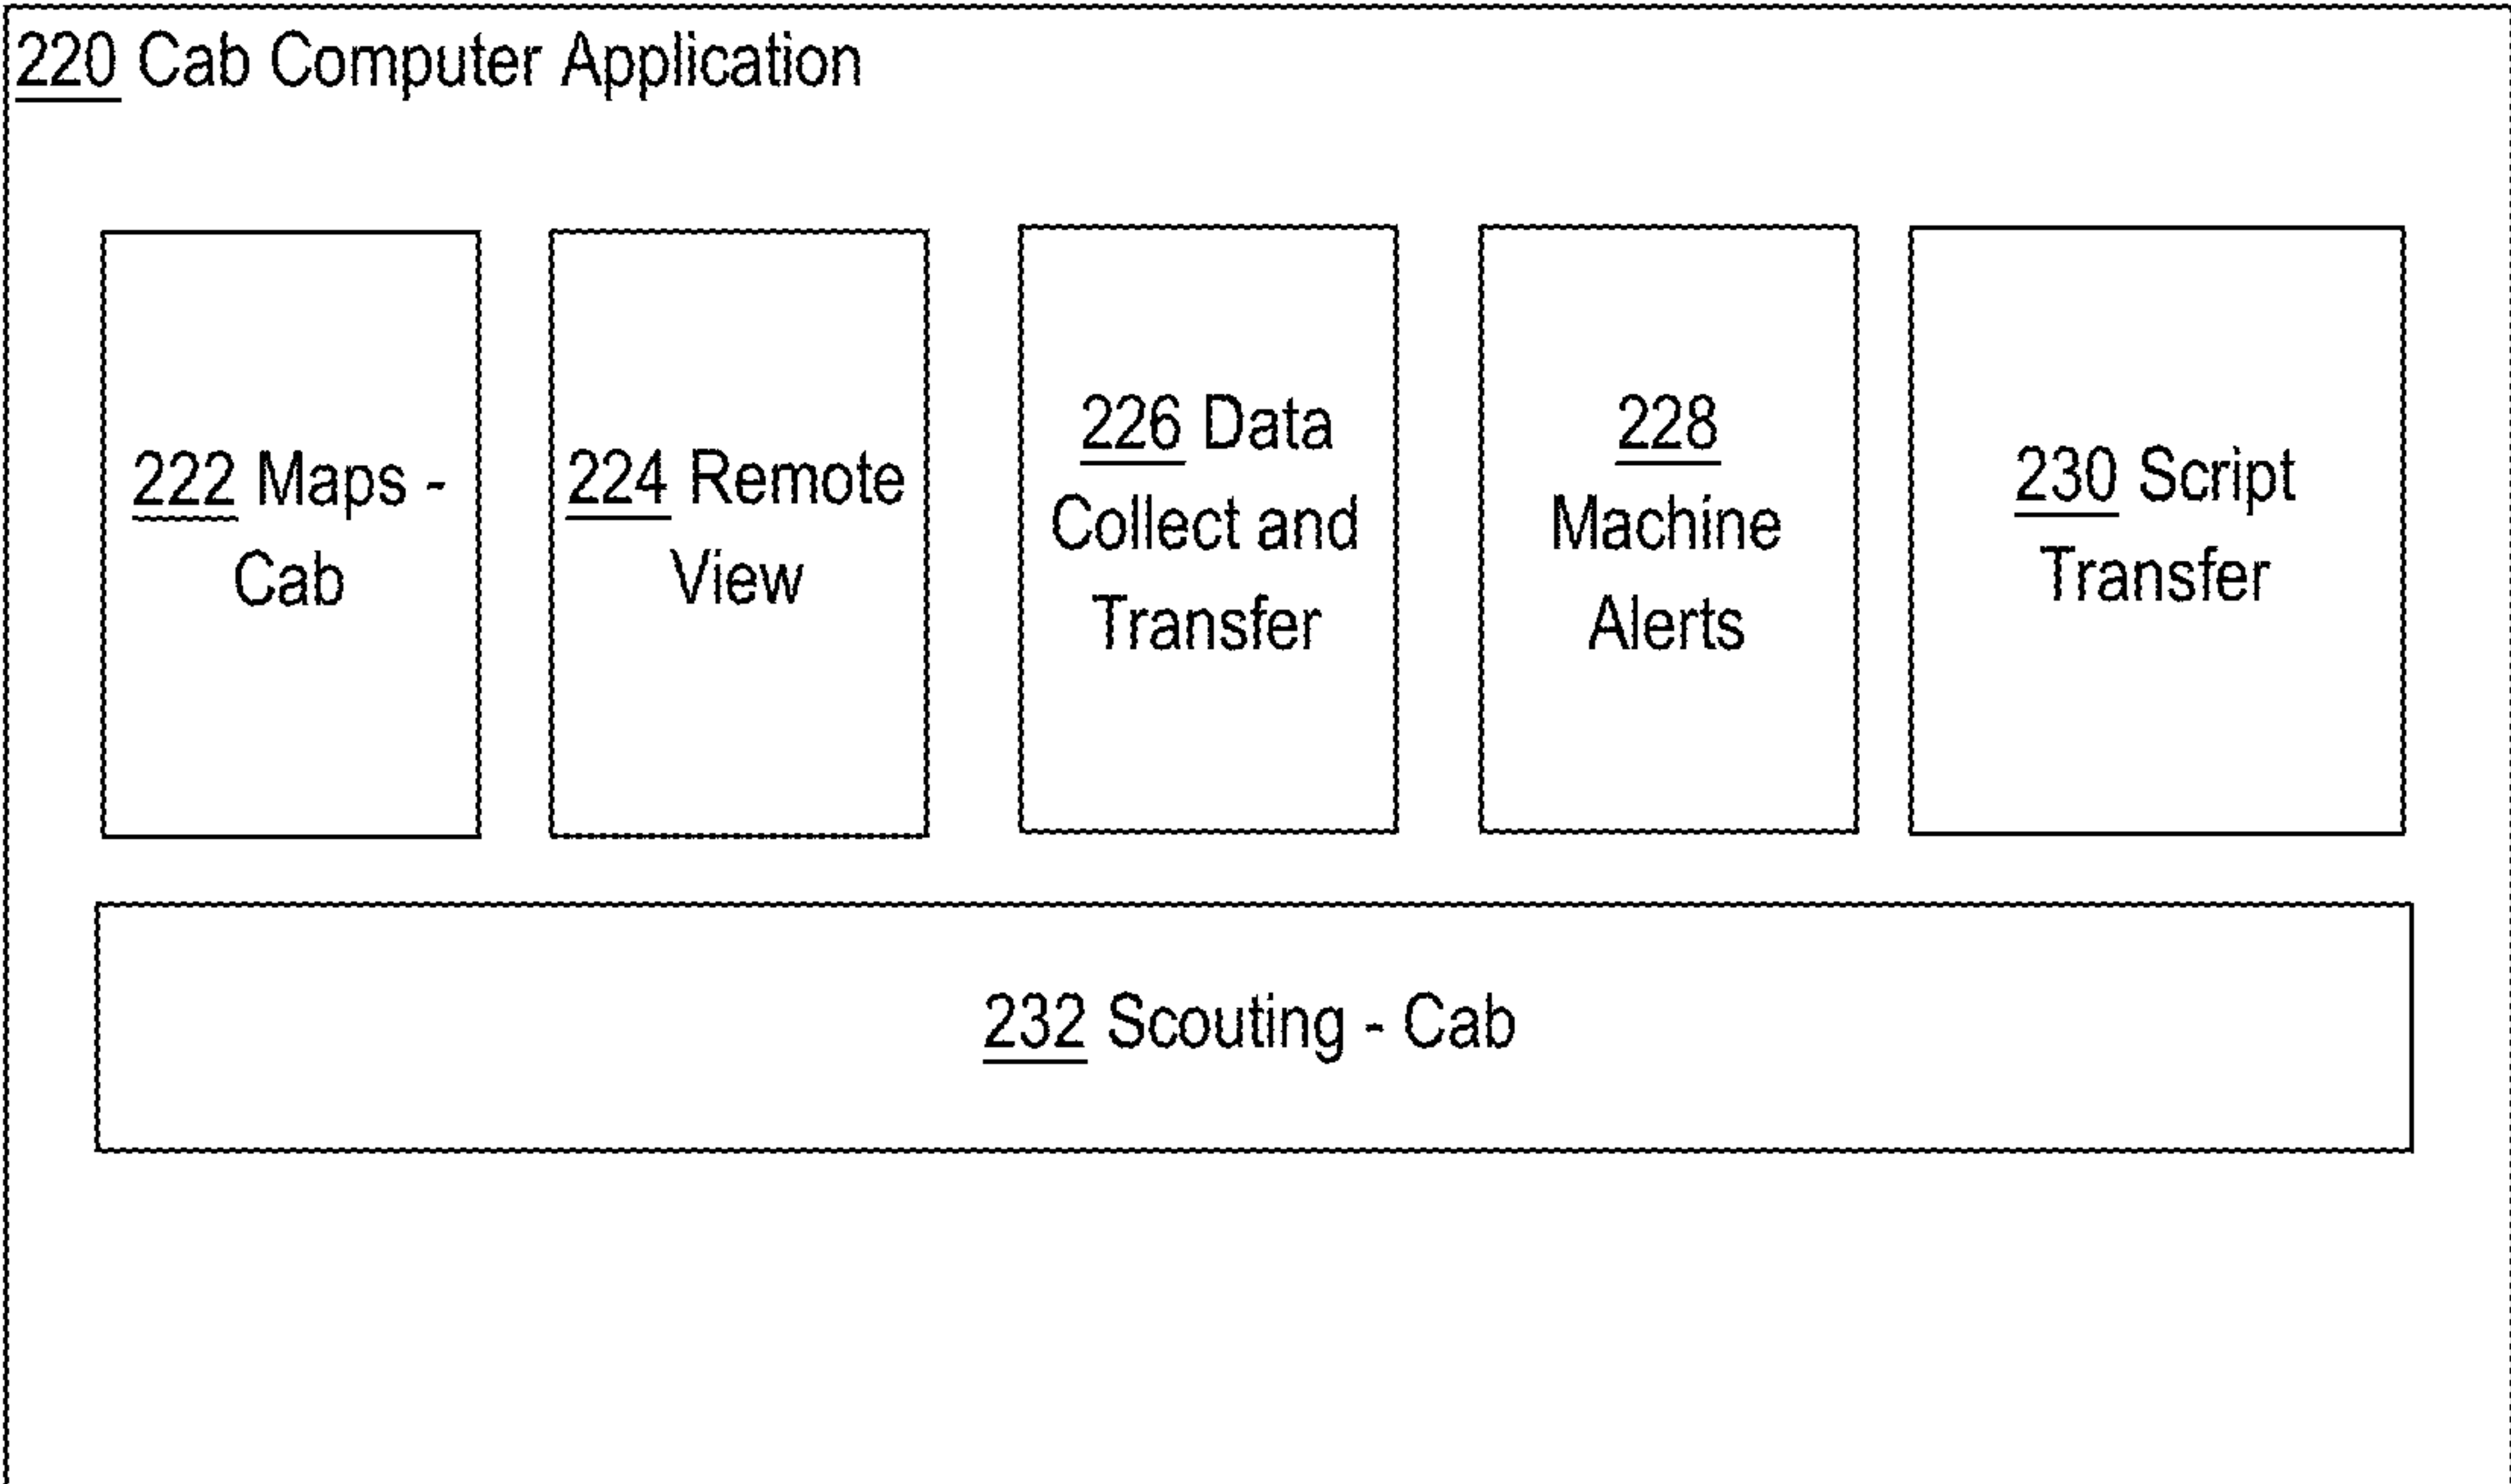 220 Cab Computer Application
222 Maps -
Cab
224 Remote
View
226 Data
Collect and
Transfer
228
Machine
Alerts
230 Script
Transfer
232 Scouting - Cab